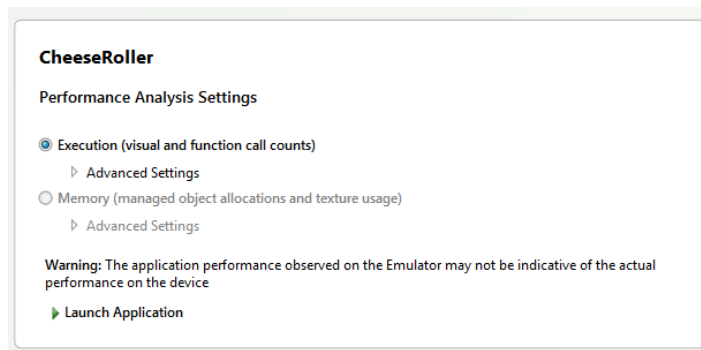 CheeseRoller
Performance Analysis Settings
Execution (visual and function call counts)
Advanced Settings
Memory (managed object allocations and texture usage)
Advanced Settings
Warning: The application performance observed on the Emulator may not be indicative of the actual
performance on the device
Launch Application